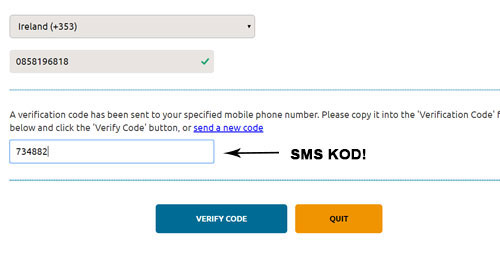 Ireland (+353)
0858196818
A verification code has been sent to your specified mobile phone number. Please copy it into the 'Verification Code' f
below and click the 'Verify Code' button, or send a new code
734882
SMS KOD!
VERIFY CODE QUIT